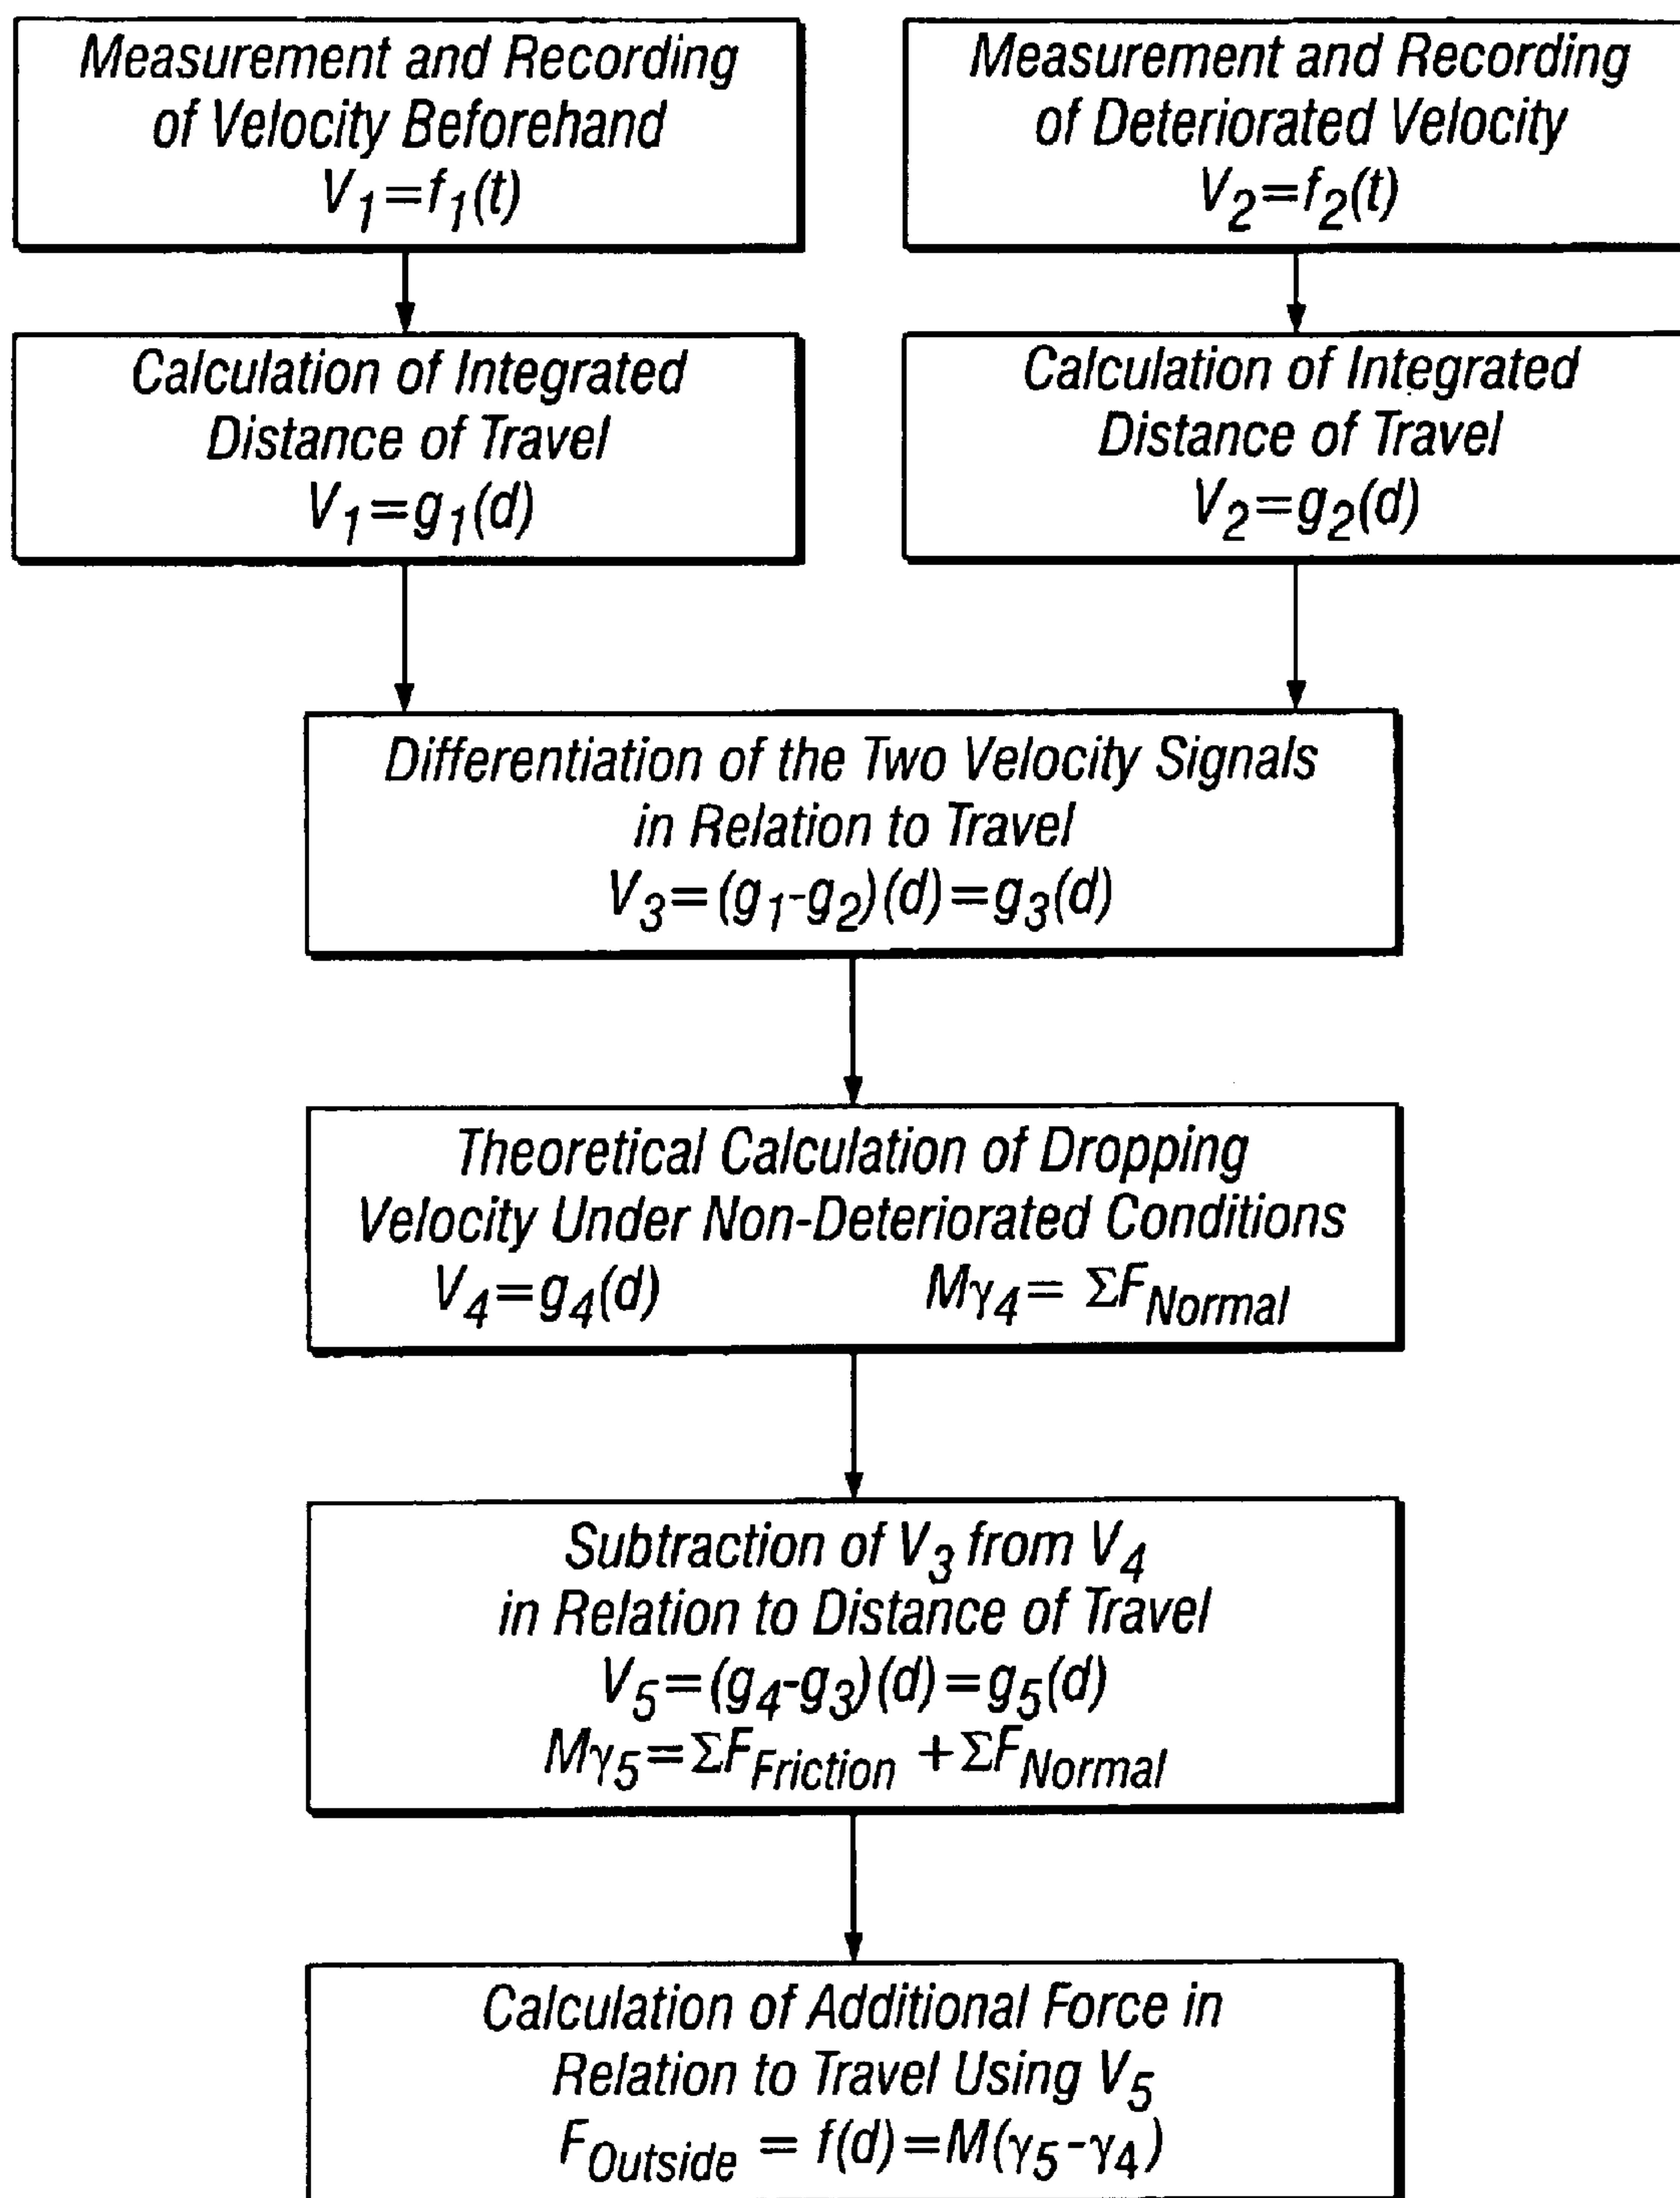 Measurement and Recording
of Velocity Beforehand
V₁=f₁(t)
Measurement and Recording
of Deteriorated Velocity
V₂=f₂(t)
Calculation of Integrated
Distance of Travel
V₁=g₁(d)
Calculation of Integrated
Distance of Travel
V₂=g₂(d)
Differentiation of the Two Velocity Signals
in Relation to Travel
V₃=(g₁-g₂)(d)=g₃(d)
Theoretical Calculation of Dropping
Velocity Under Non-Deteriorated Conditions
V₄=g₄(d) Mγ₄= ΣF_Normal
Subtraction of V₃ from V₄
in Relation to Distance of Travel
V₅=(g₄-g₃)(d)=g₅(d)
Mγ₅=ΣF_Friction +ΣF_Normal
Calculation of Additional Force in
Relation to Travel Using V₅
F_Outside = f(d)=M(γ₅-γ₄)